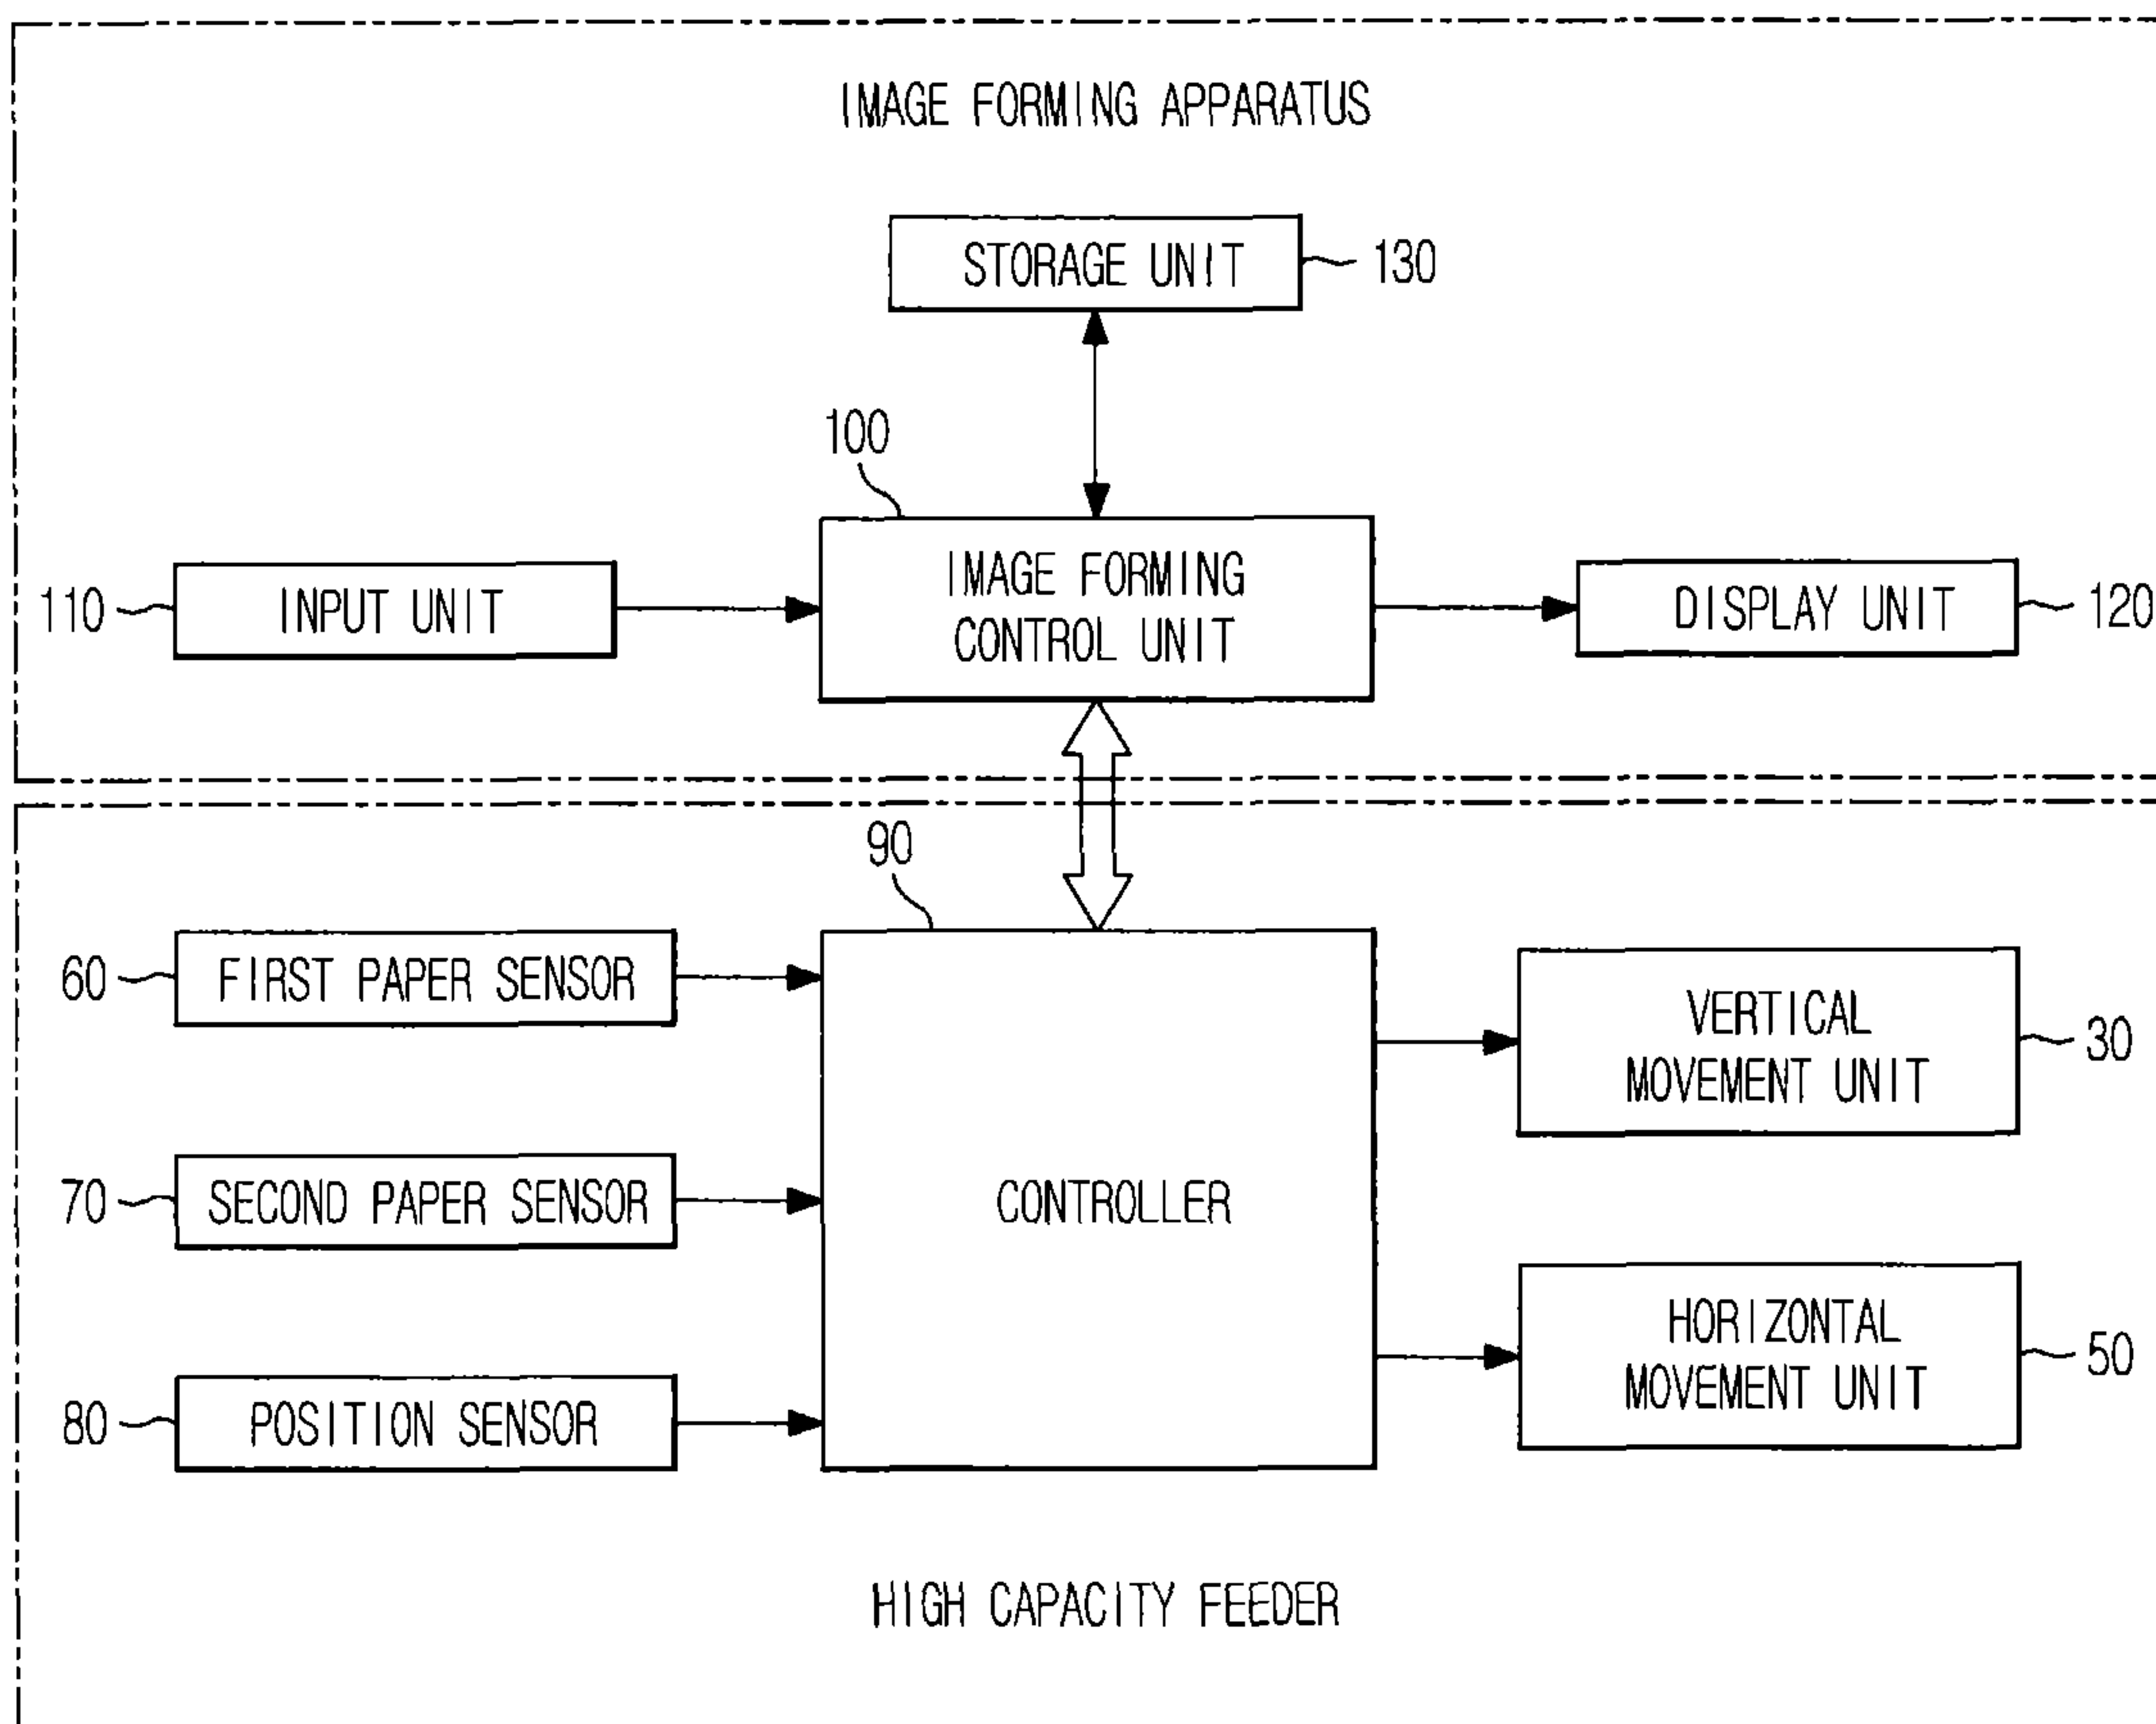 IMAGE FORMING APPARATUS
STORAGE UNIT
130
100
110
INPUT UNIT
IMAGE FORMING
CONTROL UNIT
DISPLAY UNIT
120
90
60
FIRST PAPER SENSOR
VERTICAL
MOVEMENT UNIT
30
70
SECOND PAPER SENSOR
CONTROLLER
HORIZONTAL
MOVEMENT UNIT
50
80
POSITION SENSOR
HIGH CAPACITY FEEDER